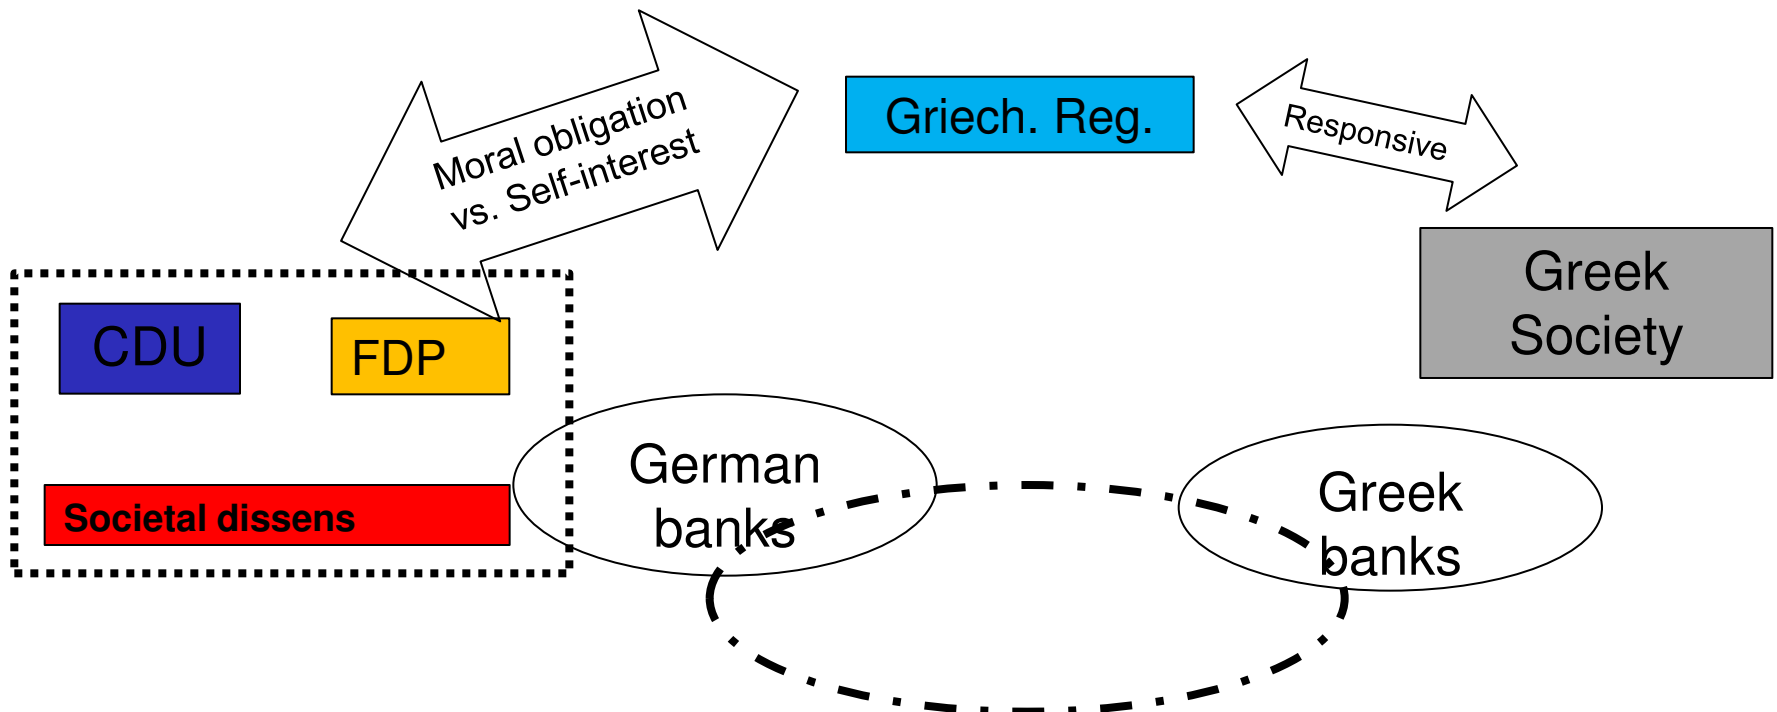 Moral obligation
vs. Self-interest
Griech. Reg.
Responsive
Greek
Society
CDU
FDP
Societal dissens
German
banks
Greek
banks